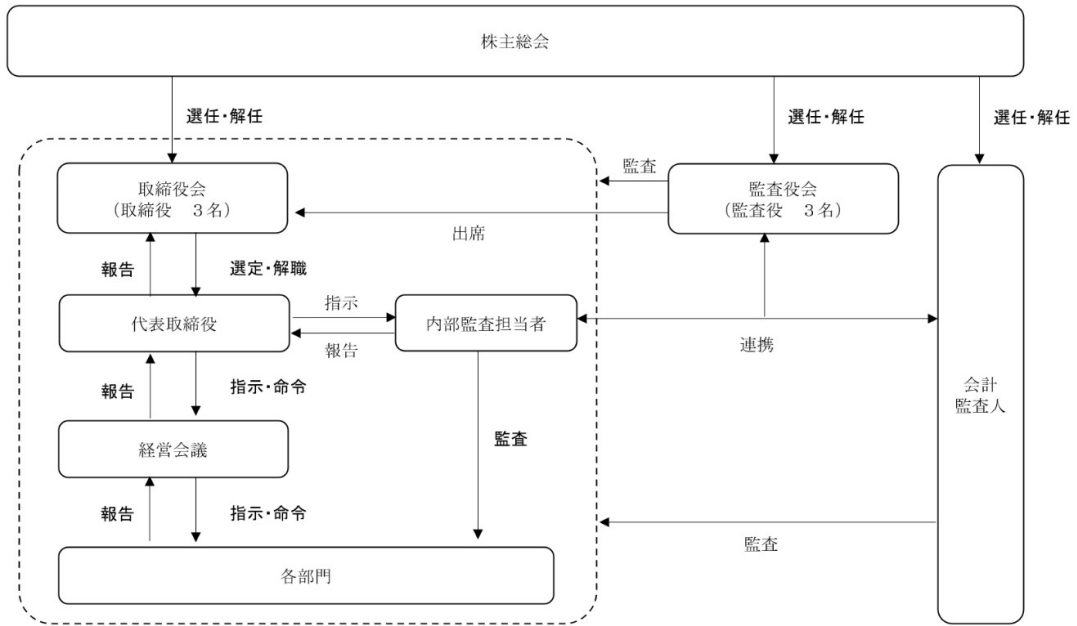 株主総会
選任・解任
選任・解任
選任・解任
取締役会
（取締役　３名）
監査
監査役会
（監査役　３名）
出席
報告
選定・解職
代表取締役
指示
報告
内部監査担当者
連携
会計
監査人
報告
指示・命令
経営会議
監査
報告
指示・命令
監査
各部門